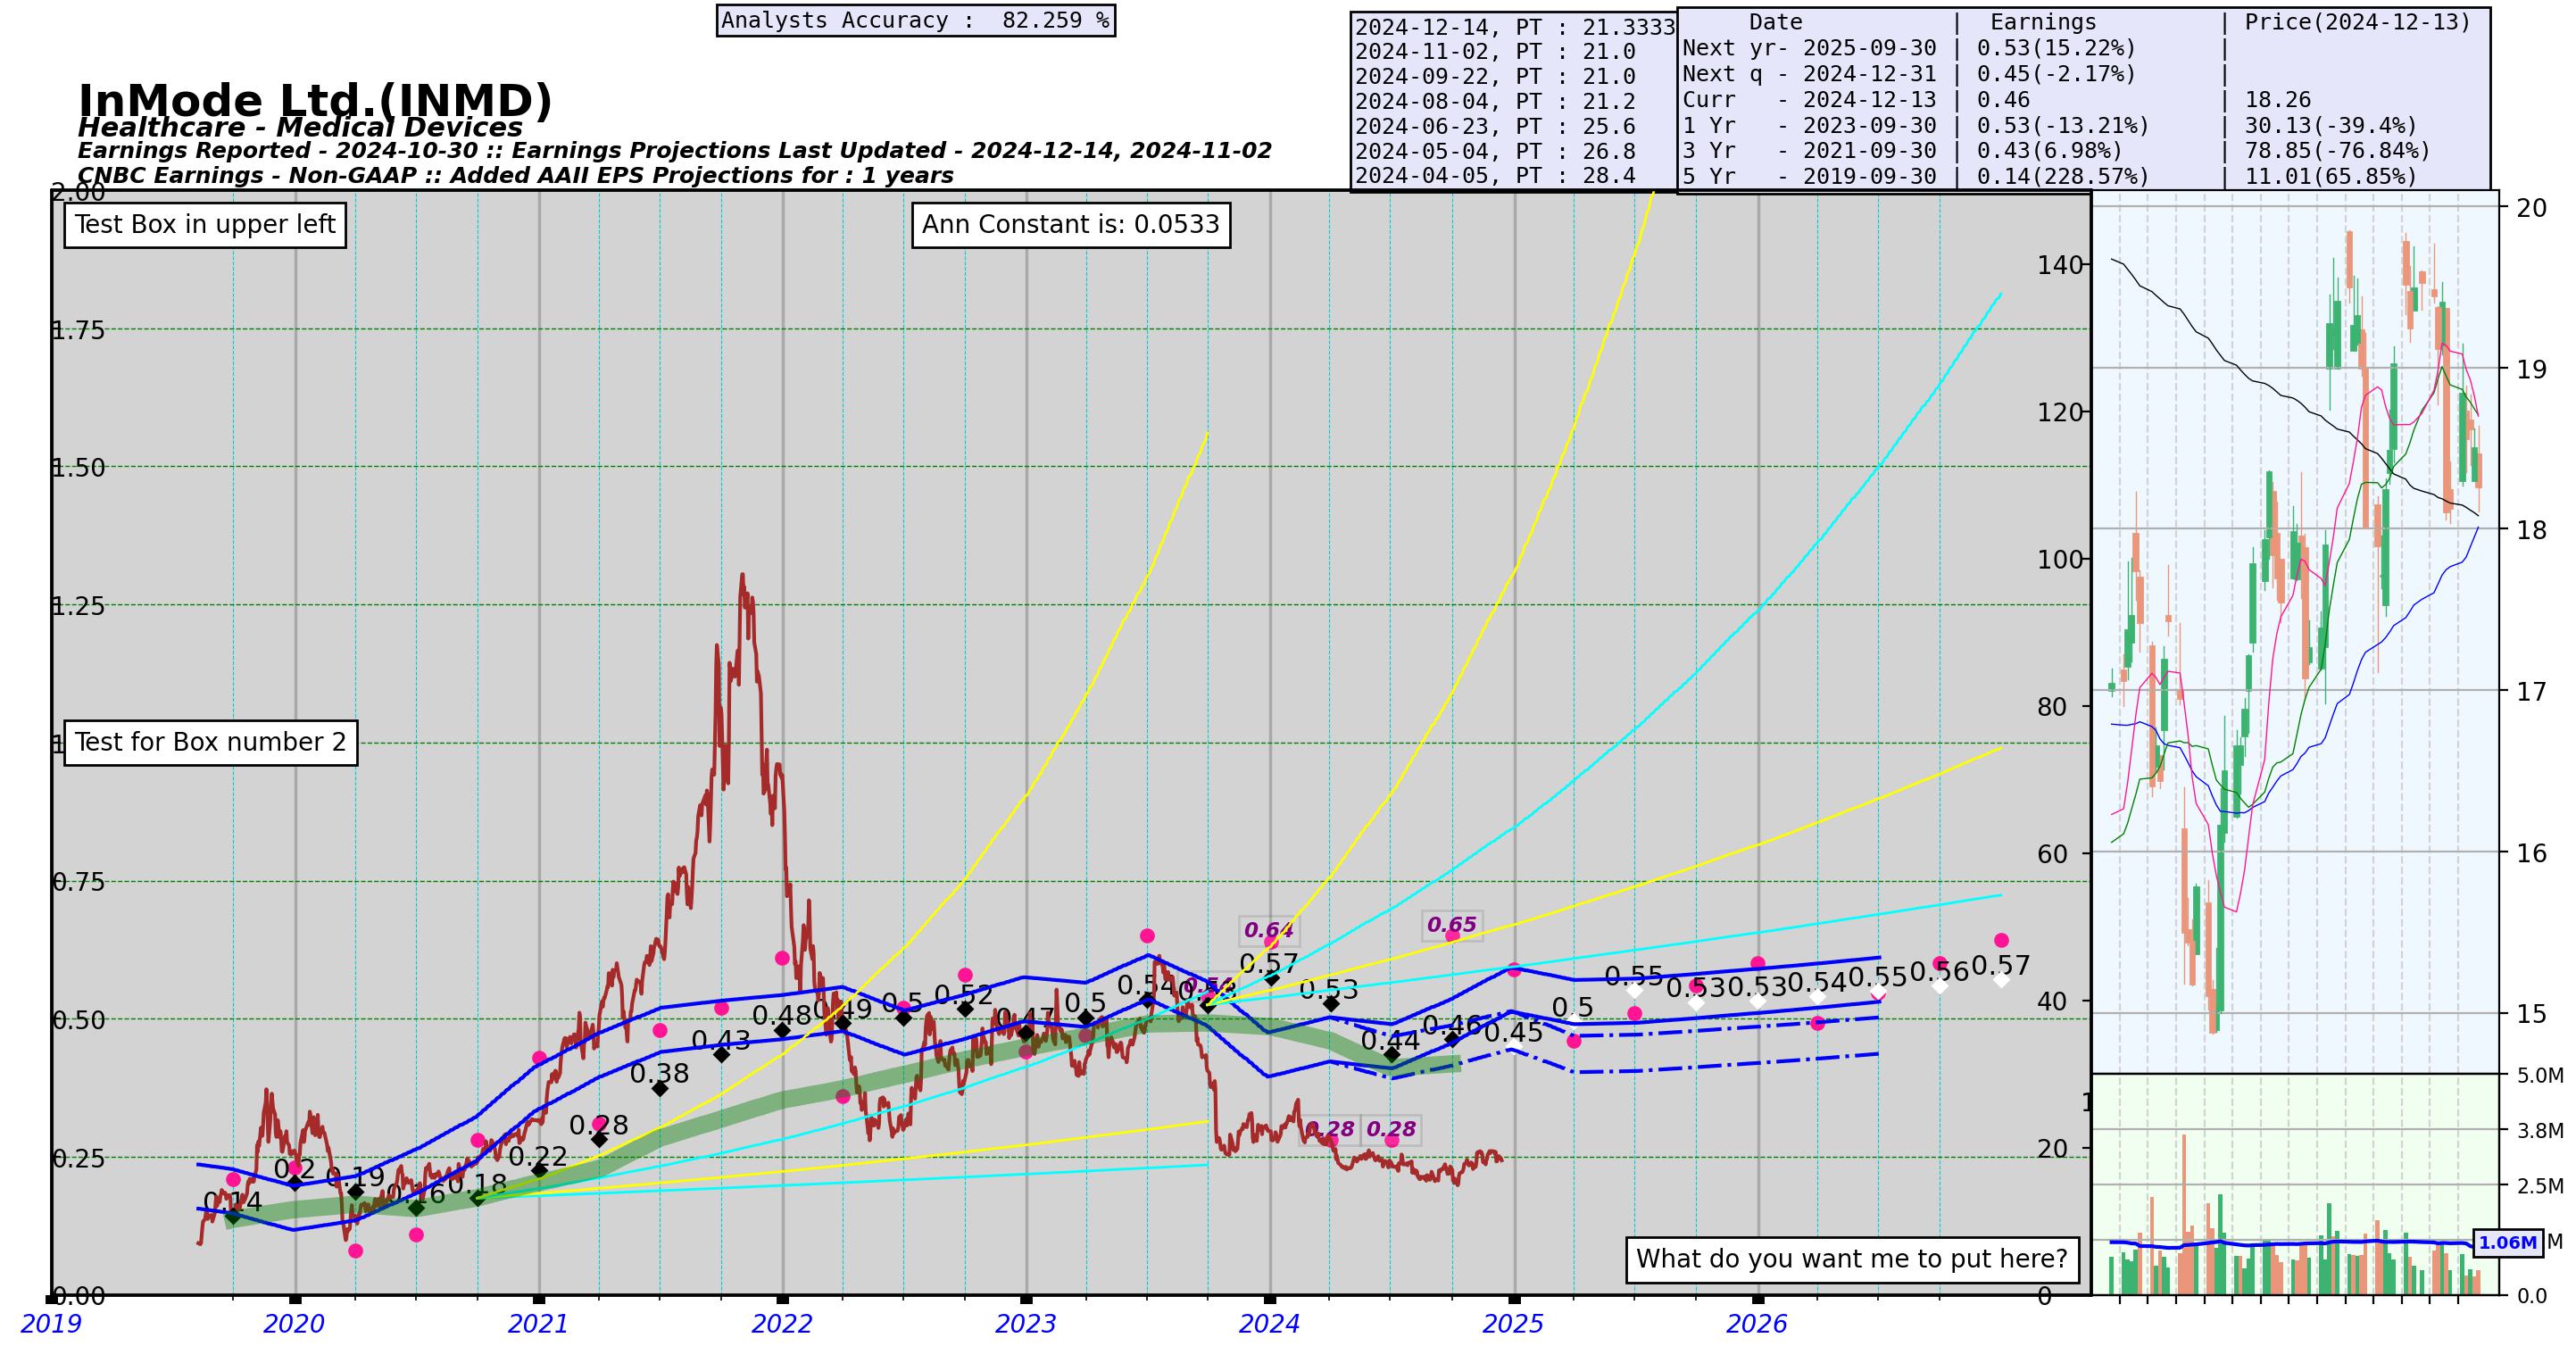 Analysts Accuracy :  82.259 %
2024-12-14, PT : 21.3333
2024-11-02, PT : 21.0
2024-09-22, PT : 21.0
2024-08-04, PT : 21.2
2024-06-23, PT : 25.6
2024-05-04, PT : 26.8
2024-04-05, PT : 28.4
Date | Earnings | Price(2024-12-13)
Next yr- 2025-09-30 | 0.53(15.22%) |
Next q - 2024-12-31 | 0.45(-2.17%) |
Curr - 2024-12-13 | 0.46 | 18.26
1 Yr - 2023-09-30 | 0.53(-13.21%) | 30.13(-39.4%)
3 Yr - 2021-09-30 | 0.43(6.98%) | 78.85(-76.84%)
5 Yr - 2019-09-30 | 0.14(228.57%) | 11.01(65.85%)
InMode Ltd.(INMD)
Healthcare - Medical Devices
Earnings Reported - 2024-10-30 :: Earnings Projections Last Updated - 2024-12-14, 2024-11-02
CNBC Earnings - Non-GAAP :: Added AAII EPS Projections for : 1 years
2.00
1.75
1.50
1.25
0.75
0.50
0.25
0.00
Test Box in upper left
Ann Constant is: 0.0533
Test for Box number 2
What do you want me to put here?
0.14
0.2
0.19
0.16
0.18
0.22
0.28
0.38
0.43
0.48
0.49
0.5
0.52
0.47
0.5
0.54
0.57
0.53
0.44
0.46
0.45
0.5
0.55
0.53
0.53
0.54
0.55
0.56
0.57
0.64
0.65
0.28
0.28
140
120
100
80
60
40
20
0
20
19
18
17
16
15
5.0M
3.8M
2.5M
1.06M
M
0.0
2019
2020
2021
2022
2023
2024
2025
2026